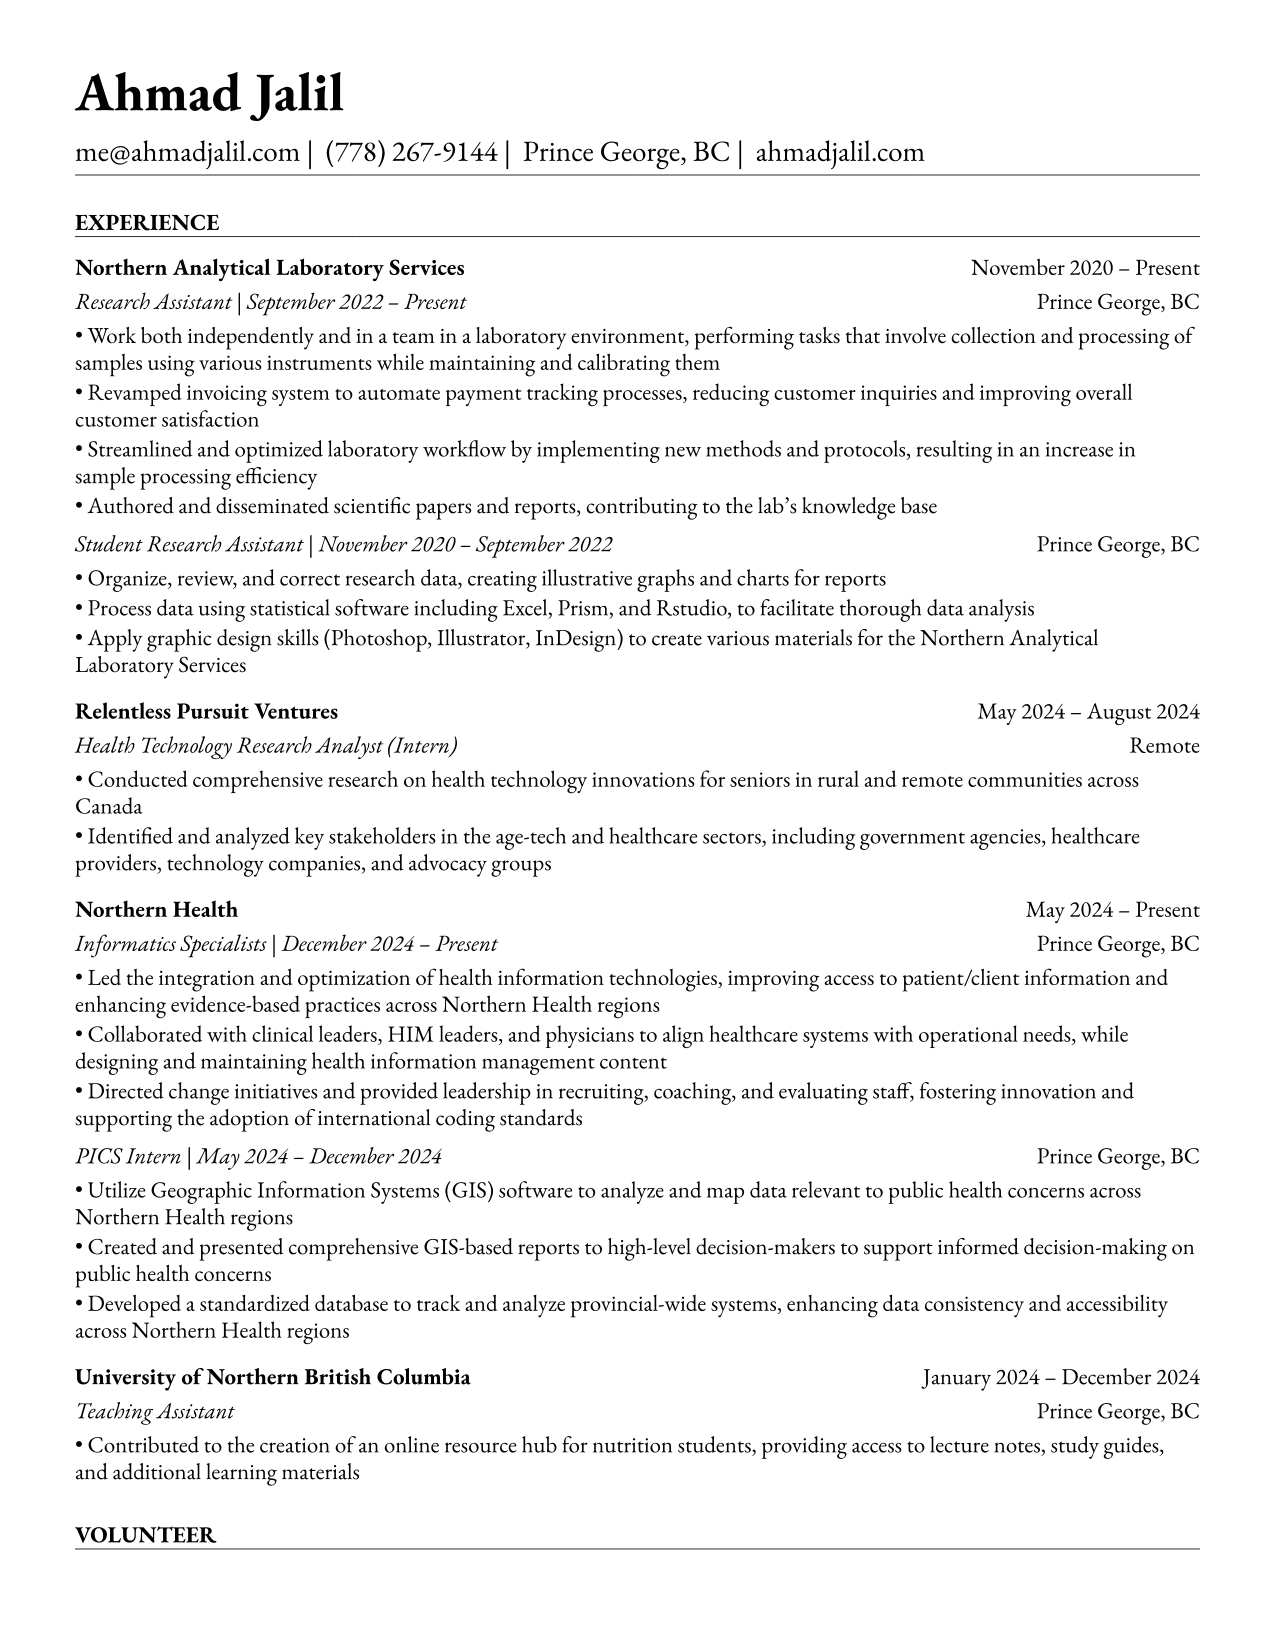 Ahmad Jalil
me@ahmadjalil.com | (778) 267-9144 | Prince George, BC | ahmadjalil.com
EXPERIENCE
Northern Analytical Laboratory Services November 2020 – Present
Research Assistant | September 2022 – Present Prince George, BC
• Work both independently and in a team in a laboratory environment, performing tasks that involve collection and processing of
samples using various instruments while maintaining and calibrating them
• Revamped invoicing system to automate payment tracking processes, reducing customer inquiries and improving overall
customer satisfaction
• Streamlined and optimized laboratory workflow by implementing new methods and protocols, resulting in an increase in
sample processing efficiency
• Authored and disseminated scientific papers and reports, contributing to the lab’s knowledge base
Student Research Assistant | November 2020 – September 2022 Prince George, BC
• Organize, review, and correct research data, creating illustrative graphs and charts for reports
• Process data using statistical software including Excel, Prism, and Rstudio, to facilitate thorough data analysis
• Apply graphic design skills (Photoshop, Illustrator, InDesign) to create various materials for the Northern Analytical
Laboratory Services
Relentless Pursuit Ventures May 2024 – August 2024
Health Technology Research Analyst (Intern) Remote
• Conducted comprehensive research on health technology innovations for seniors in rural and remote communities across
Canada
• Identified and analyzed key stakeholders in the age-tech and healthcare sectors, including government agencies, healthcare
providers, technology companies, and advocacy groups
Northern Health May 2024 – Present
Informatics Specialists | December 2024 – Present Prince George, BC
• Led the integration and optimization of health information technologies, improving access to patient/client information and
enhancing evidence-based practices across Northern Health regions
• Collaborated with clinical leaders, HIM leaders, and physicians to align healthcare systems with operational needs, while
designing and maintaining health information management content
• Directed change initiatives and provided leadership in recruiting, coaching, and evaluating staff, fostering innovation and
supporting the adoption of international coding standards
PICS Intern | May 2024 – December 2024 Prince George, BC
• Utilize Geographic Information Systems (GIS) software to analyze and map data relevant to public health concerns across
Northern Health regions
• Created and presented comprehensive GIS-based reports to high-level decision-makers to support informed decision-making on
public health concerns
• Developed a standardized database to track and analyze provincial-wide systems, enhancing data consistency and accessibility
across Northern Health regions
University of Northern British Columbia January 2024 – December 2024
Teaching Assistant Prince George, BC
• Contributed to the creation of an online resource hub for nutrition students, providing access to lecture notes, study guides,
and additional learning materials
VOLUNTEER